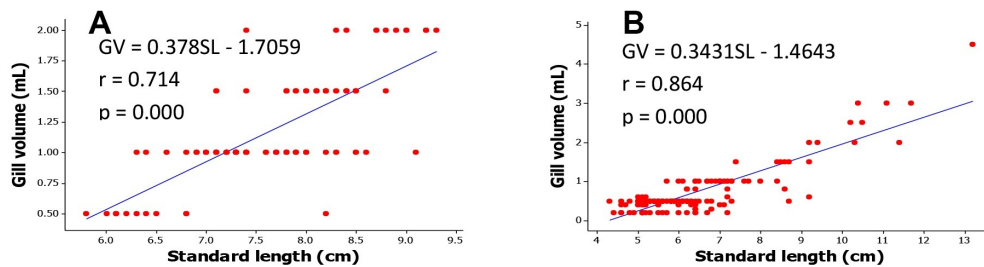 A
GV = 0.378SL - 1.7059
r = 0.714
p = 0.000
Gill volume (mL)
2.00
1.75
1.50
1.25
1.00
0.75
0.50
6.0 6.5 7.0 7.5 8.0 8.5 9.0 9.5
Standard length (cm)
B
GV = 0.3431SL - 1.4643
r = 0.864
p = 0.000
Gill volume (mL)
5
4
3
2
1
0
4 5 6 7 8 9 10 11 12 13
Standard length (cm)